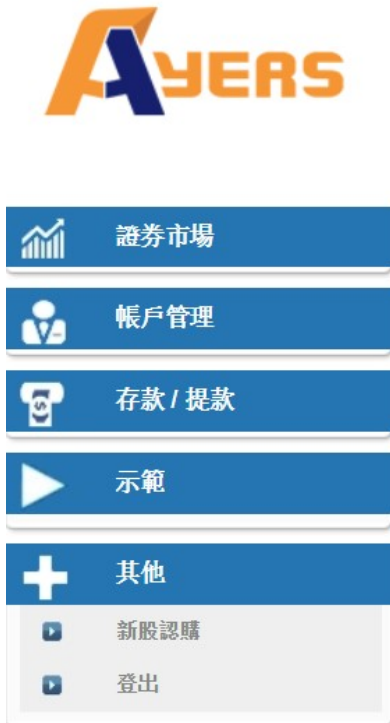 AYERS
證券市場
帳戶管理
存款 / 提款
示範
其他
新股認購
登出